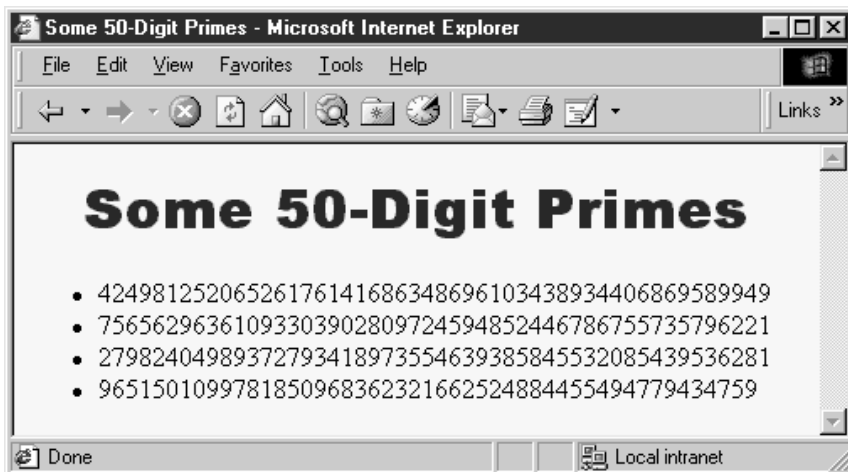 Some 50-Digit Primes - Microsoft Internet Explorer
File Edit View Favorites Tools Help
Links »
Some 50-Digit Primes
• 42498125206526176141686348696103438934406869589949
• 75656296361093303902809724594852446786755735796221
• 27982404989372793418973554639385845532085439536281
• 9651501099781850968362321662524884455494779434759
Done Local intranet